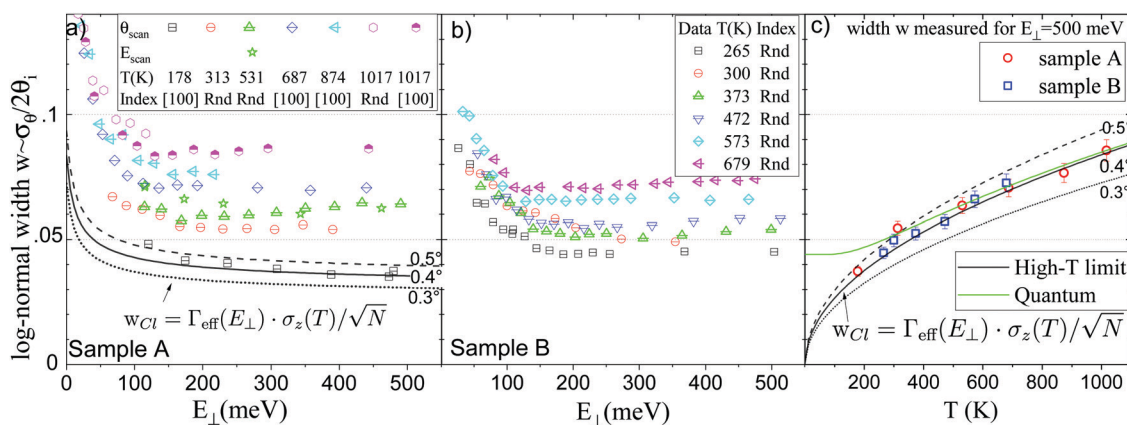 log-normal width w~σθ/2θi
.1
.05
0
a)
θscan
Escan
T(K) 178 313 531 687 874 1017 1017
Index [100] Rnd Rnd [100] [100] Rnd [100]
0.5°
0.4°
0.3°
wCl = Γeff(E⊥) · σz(T)/√N
Sample A
0 100 200 300 400 500
E⊥(meV)
b)
Data T(K) Index
265 Rnd
300 Rnd
373 Rnd
472 Rnd
573 Rnd
679 Rnd
Sample B
100 200 300 400 500
E⊥(meV)
c) width w measured for E⊥=500 meV
sample A
sample B
0.5°
0.4°
0.3°
High-T limit
Quantum
wCl = Γeff(E⊥) · σz(T)/√N
200 400 600 800 1000
T (K)